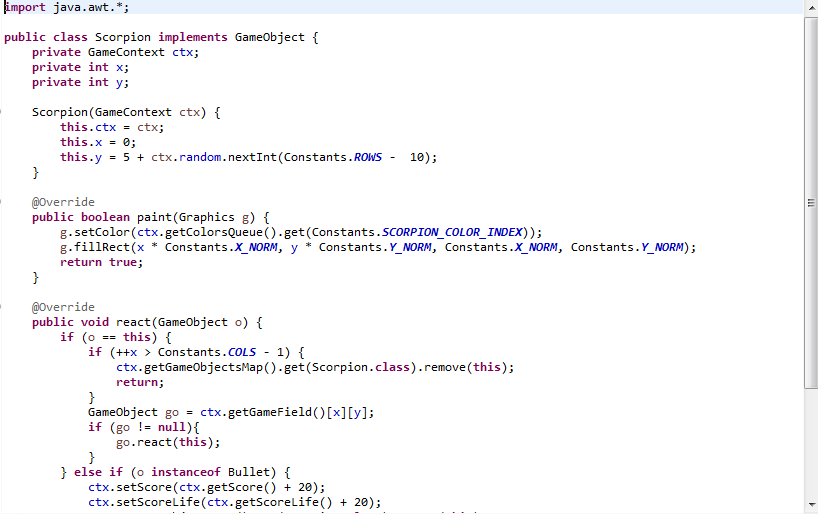 import java.awt.*;
public class Scorpion implements GameObject {
    private GameContext ctx;
    private int x;
    private int y;
    Scorpion(GameContext ctx) {
        this.ctx = ctx;
        this.x = 0;
        this.y = 5 + ctx.random.nextInt(Constants.ROWS -  10);
    }
    @Override
    public boolean paint(Graphics g) {
        g.setColor(ctx.getColorsQueue().get(Constants.SCORPION_COLOR_INDEX));
        g.fillRect(x * Constants.X_NORM, y * Constants.Y_NORM, Constants.X_NORM, Constants.Y_NORM);
        return true;
    }
    @Override
    public void react(GameObject o) {
        if (o == this) {
            if (++x > Constants.COLS - 1) {
                ctx.getGameObjectsMap().get(Scorpion.class).remove(this);
                return;
            }
            GameObject go = ctx.getGameField()[x][y];
            if (go != null){
                go.react(this);
            }
        } else if (o instanceof Bullet) {
            ctx.setScore(ctx.getScore() + 20);
            ctx.setScoreLife(ctx.getScoreLife() + 20);